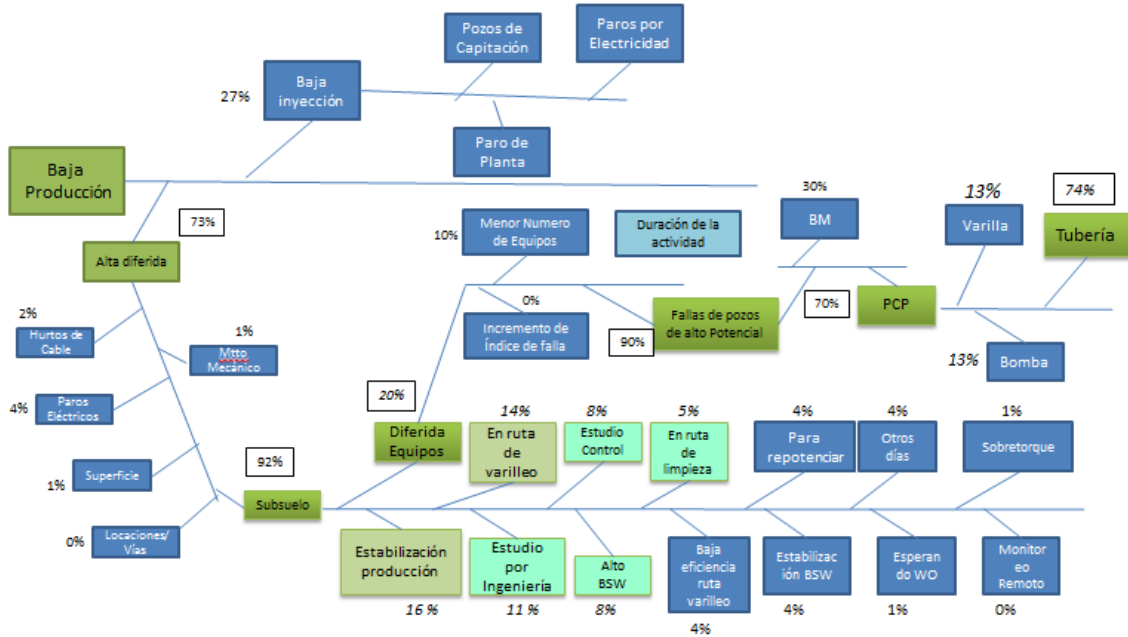 Pozos de
Capitación
Paros por
Electricidad
Baja
inyección
27%
Paro de
Planta
Baja
Producción
73%
Alta diferida
2%
Hurtos de
Cable
1%
Mtto
Mecánico
4%
Paros
Eléctricos
1%
Superficie
0%
Locaciones/
Vías
92%
Subsuelo
10%
Menor Numero
de Equipos
Duración de la
actividad
0%
Incremento de
Índice de falla
90%
Fallas de pozos
de alto Potencial
30%
BM
70%
PCP
13%
Varilla
74%
Tubería
13%
Bomba
20%
Diferida
Equipos
14%
En ruta
de
varilleo
8%
Estudio
Control
5%
En ruta
de
limpieza
4%
Para
repotenciar
4%
Otros
días
1%
Sobretorque
Estabilización
producción
16 %
Estudio
por
Ingeniería
11 %
Alto
BSW
8%
Baja
eficiencia
ruta
varilleo
4%
Estabilizac
ión BSW
4%
Esperan
do WO
1%
Monitor
eo
Remoto
0%